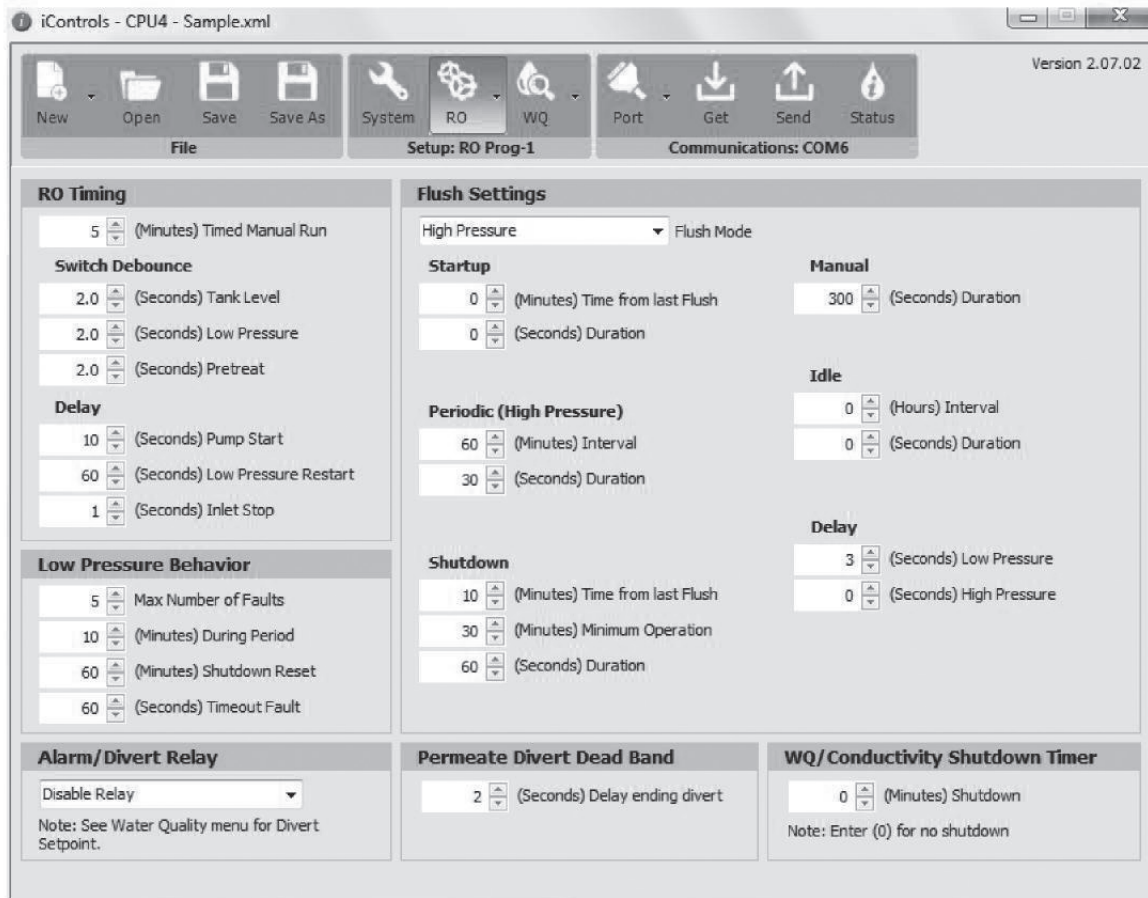 iControls - CPU4 - Sample.xml
Version 2.07.02
New Open Save Save As
File
System RO WQ
Setup: RO Prog-1
Port Get Send Status
Communications: COM6
RO Timing
5 (Minutes) Timed Manual Run
Switch Debounce
2.0 (Seconds) Tank Level
2.0 (Seconds) Low Pressure
2.0 (Seconds) Pretreat
Delay
10 (Seconds) Pump Start
60 (Seconds) Low Pressure Restart
1 (Seconds) Inlet Stop
Low Pressure Behavior
5 Max Number of Faults
10 (Minutes) During Period
60 (Minutes) Shutdown Reset
60 (Seconds) Timeout Fault
Flush Settings
High Pressure Flush Mode
Startup
0 (Minutes) Time from last Flush
0 (Seconds) Duration
Periodic (High Pressure)
60 (Minutes) Interval
30 (Seconds) Duration
Shutdown
10 (Minutes) Time from last Flush
30 (Minutes) Minimum Operation
60 (Seconds) Duration
Manual
300 (Seconds) Duration
Idle
0 (Hours) Interval
0 (Seconds) Duration
Delay
3 (Seconds) Low Pressure
0 (Seconds) High Pressure
Alarm/Divert Relay
Disable Relay
Note: See Water Quality menu for Divert
Setpoint.
Permeate Divert Dead Band
2 (Seconds) Delay ending divert
WQ/Conductivity Shutdown Timer
0 (Minutes) Shutdown
Note: Enter (0) for no shutdown